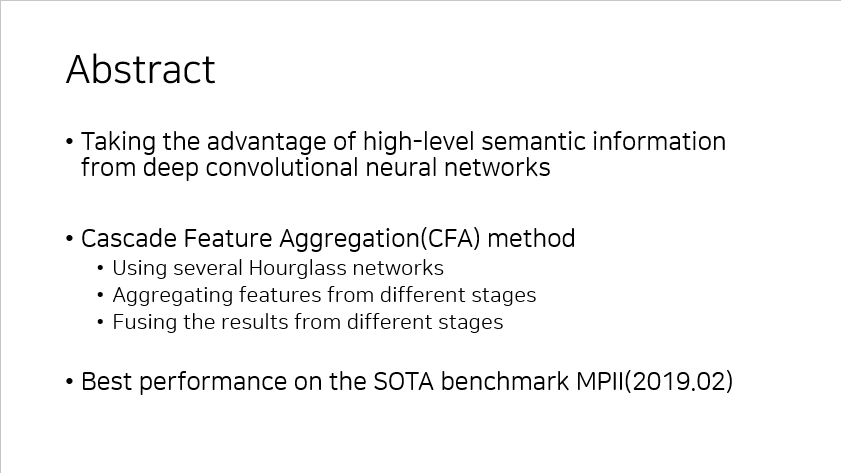 Abstract
• Taking the advantage of high-level semantic information
from deep convolutional neural networks
• Cascade Feature Aggregation(CFA) method
• Using several Hourglass networks
• Aggregating features from different stages
• Fusing the results from different stages
• Best performance on the SOTA benchmark MPII(2019.02)